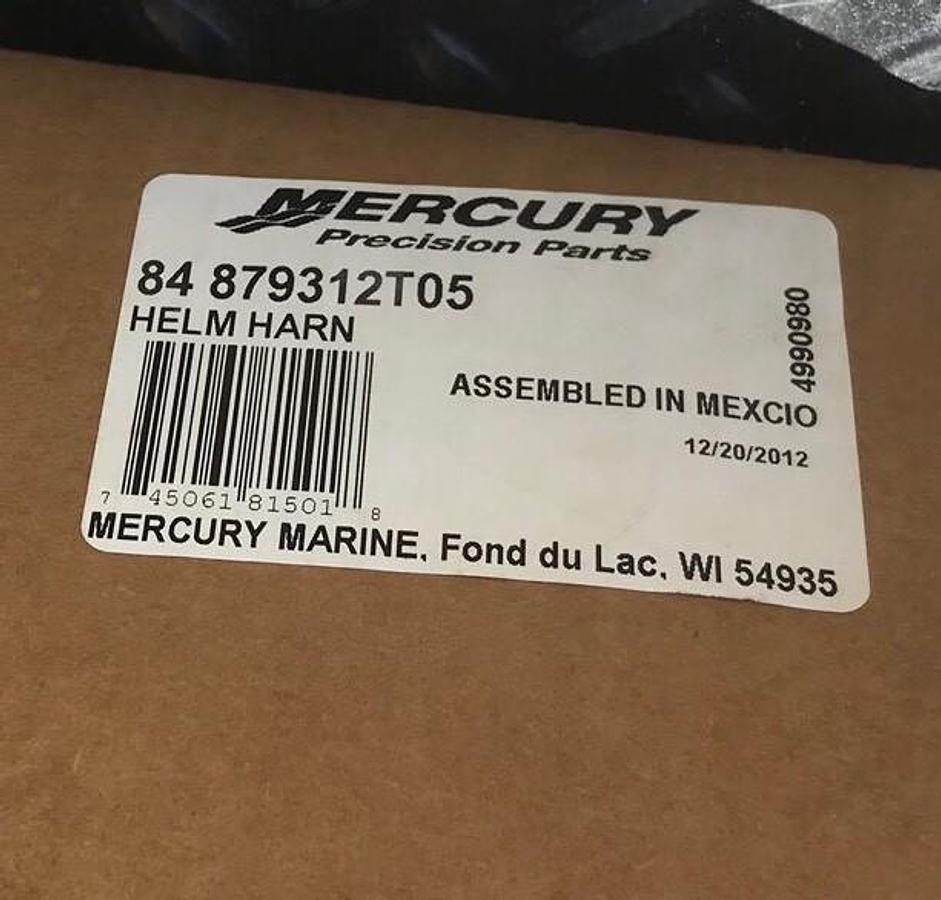 MERCURY
Precision Parts
84 879312T05
HELM HARN
4990980
ASSEMBLED IN MEXCIO
12/20/2012
7 45061 81501 8
MERCURY MARINE, Fond du Lac, WI 54935